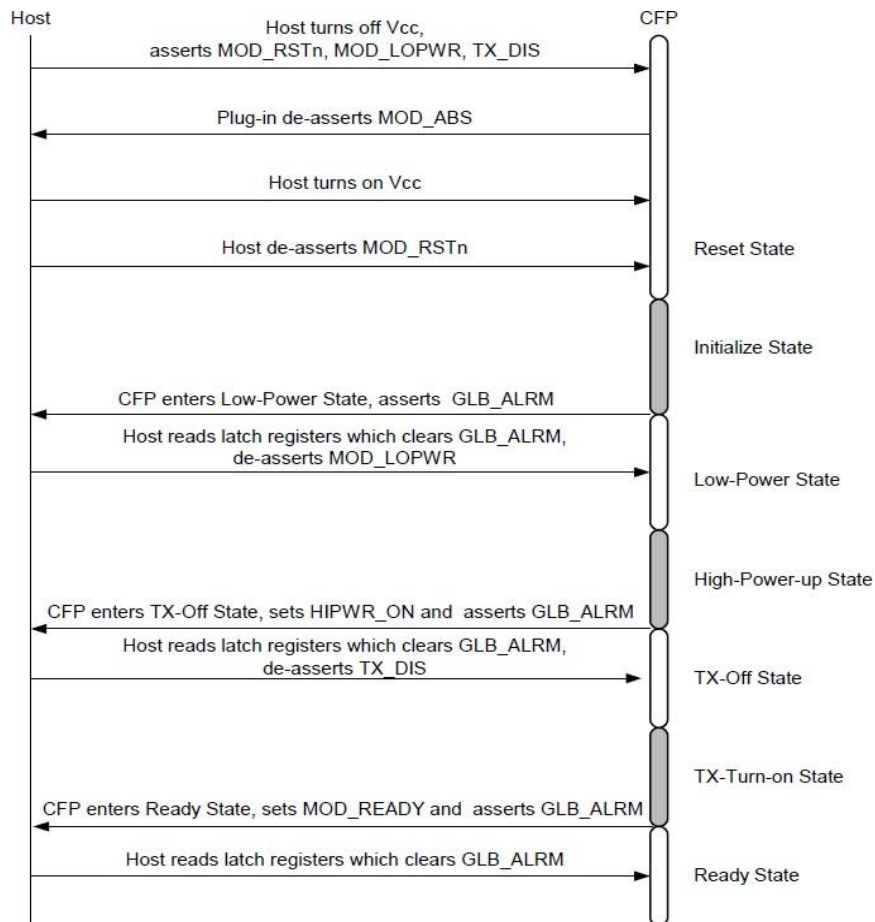 Host
CFP
Host turns off Vcc,
asserts MOD_RSTn, MOD_LOPWR, TX_DIS
Plug-in de-asserts MOD_ABS
Host turns on Vcc
Host de-asserts MOD_RSTn
Reset State
Initialize State
CFP enters Low-Power State, asserts GLB_ALRM
Host reads latch registers which clears GLB_ALRM,
de-asserts MOD_LOPWR
Low-Power State
High-Power-up State
CFP enters TX-Off State, sets HIPWR_ON and asserts GLB_ALRM
Host reads latch registers which clears GLB_ALRM,
de-asserts TX_DIS
TX-Off State
TX-Turn-on State
CFP enters Ready State, sets MOD_READY and asserts GLB_ALRM
Host reads latch registers which clears GLB_ALRM
Ready State